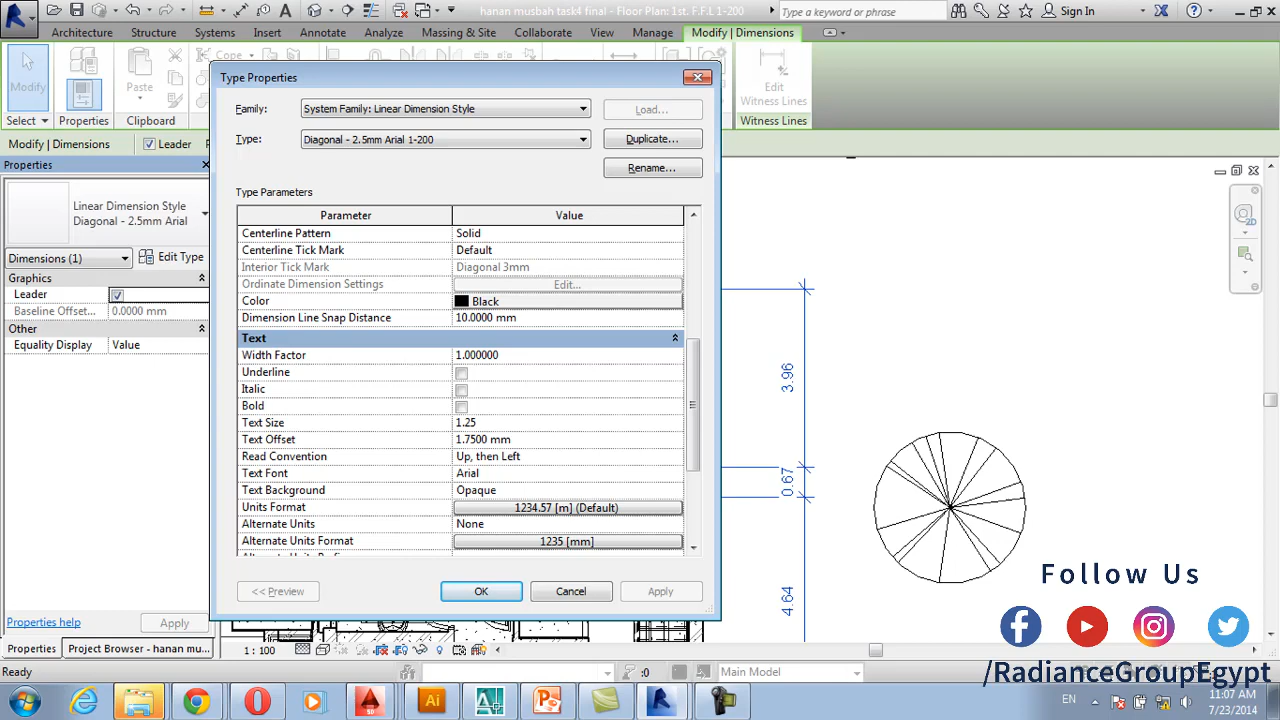 hanan musbah task4 final - Floor Plan: 1st. F.F.L 1-200
Type a keyword or phrase
Sign In
Architecture Structure Systems Insert Annotate Analyze Massing & Site Collaborate View Manage Modify | Dimensions
Modify
Paste
Cope
Edit
Witness Lines
Select Properties Clipboard Witness Lines
Modify | Dimensions Leader
Properties
Linear Dimension Style
Diagonal - 2.5mm Arial
Dimensions (1) Edit Type
Graphics
Leader
Baseline Offset... 0.0000 mm
Other
Equality Display Value
Properties help Apply
Properties Project Browser - hanan mu...
Type Properties
Family: System Family: Linear Dimension Style Load...
Type: Diagonal - 2.5mm Arial 1-200 Duplicate...
Rename...
Type Parameters
Parameter Value
Centerline Pattern Solid
Centerline Tick Mark Default
Interior Tick Mark Diagonal 3mm
Ordinate Dimension Settings Edit...
Color Black
Dimension Line Snap Distance 10.0000 mm
Text
Width Factor 1.000000
Underline
Italic
Bold
Text Size 1.25
Text Offset 1.7500 mm
Read Convention Up, then Left
Text Font Arial
Text Background Opaque
Units Format 1234.57 [m] (Default)
Alternate Units None
Alternate Units Format 1235 [mm]
<< Preview OK Cancel Apply
3.96
0.67
4.64
Follow Us
/RadianceGroupEgypt
1 : 100
Ready
:0
Main Model
EN
11:07 AM
7/23/2014